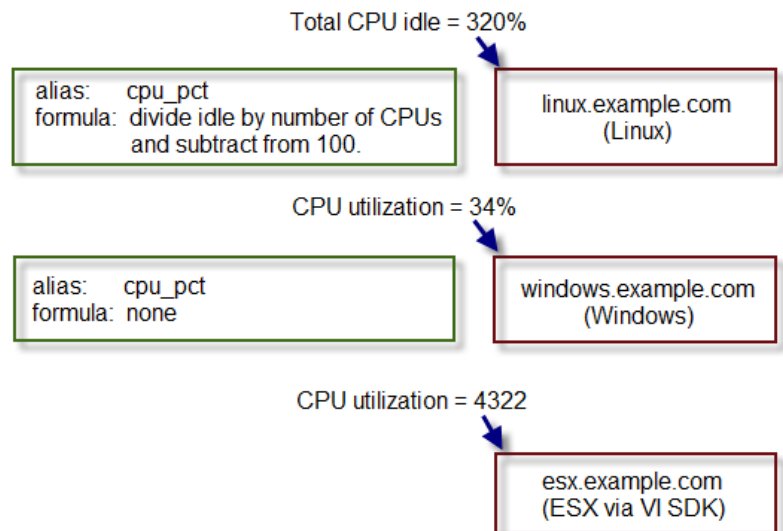 Total CPU idle = 320%
alias: cpu_pct
formula: divide idle by number of CPUs
and subtract from 100.
linux.example.com
(Linux)
CPU utilization = 34%
alias: cpu_pct
formula: none
windows.example.com
(Windows)
CPU utilization = 4322
esx.example.com
(ESX via VI SDK)